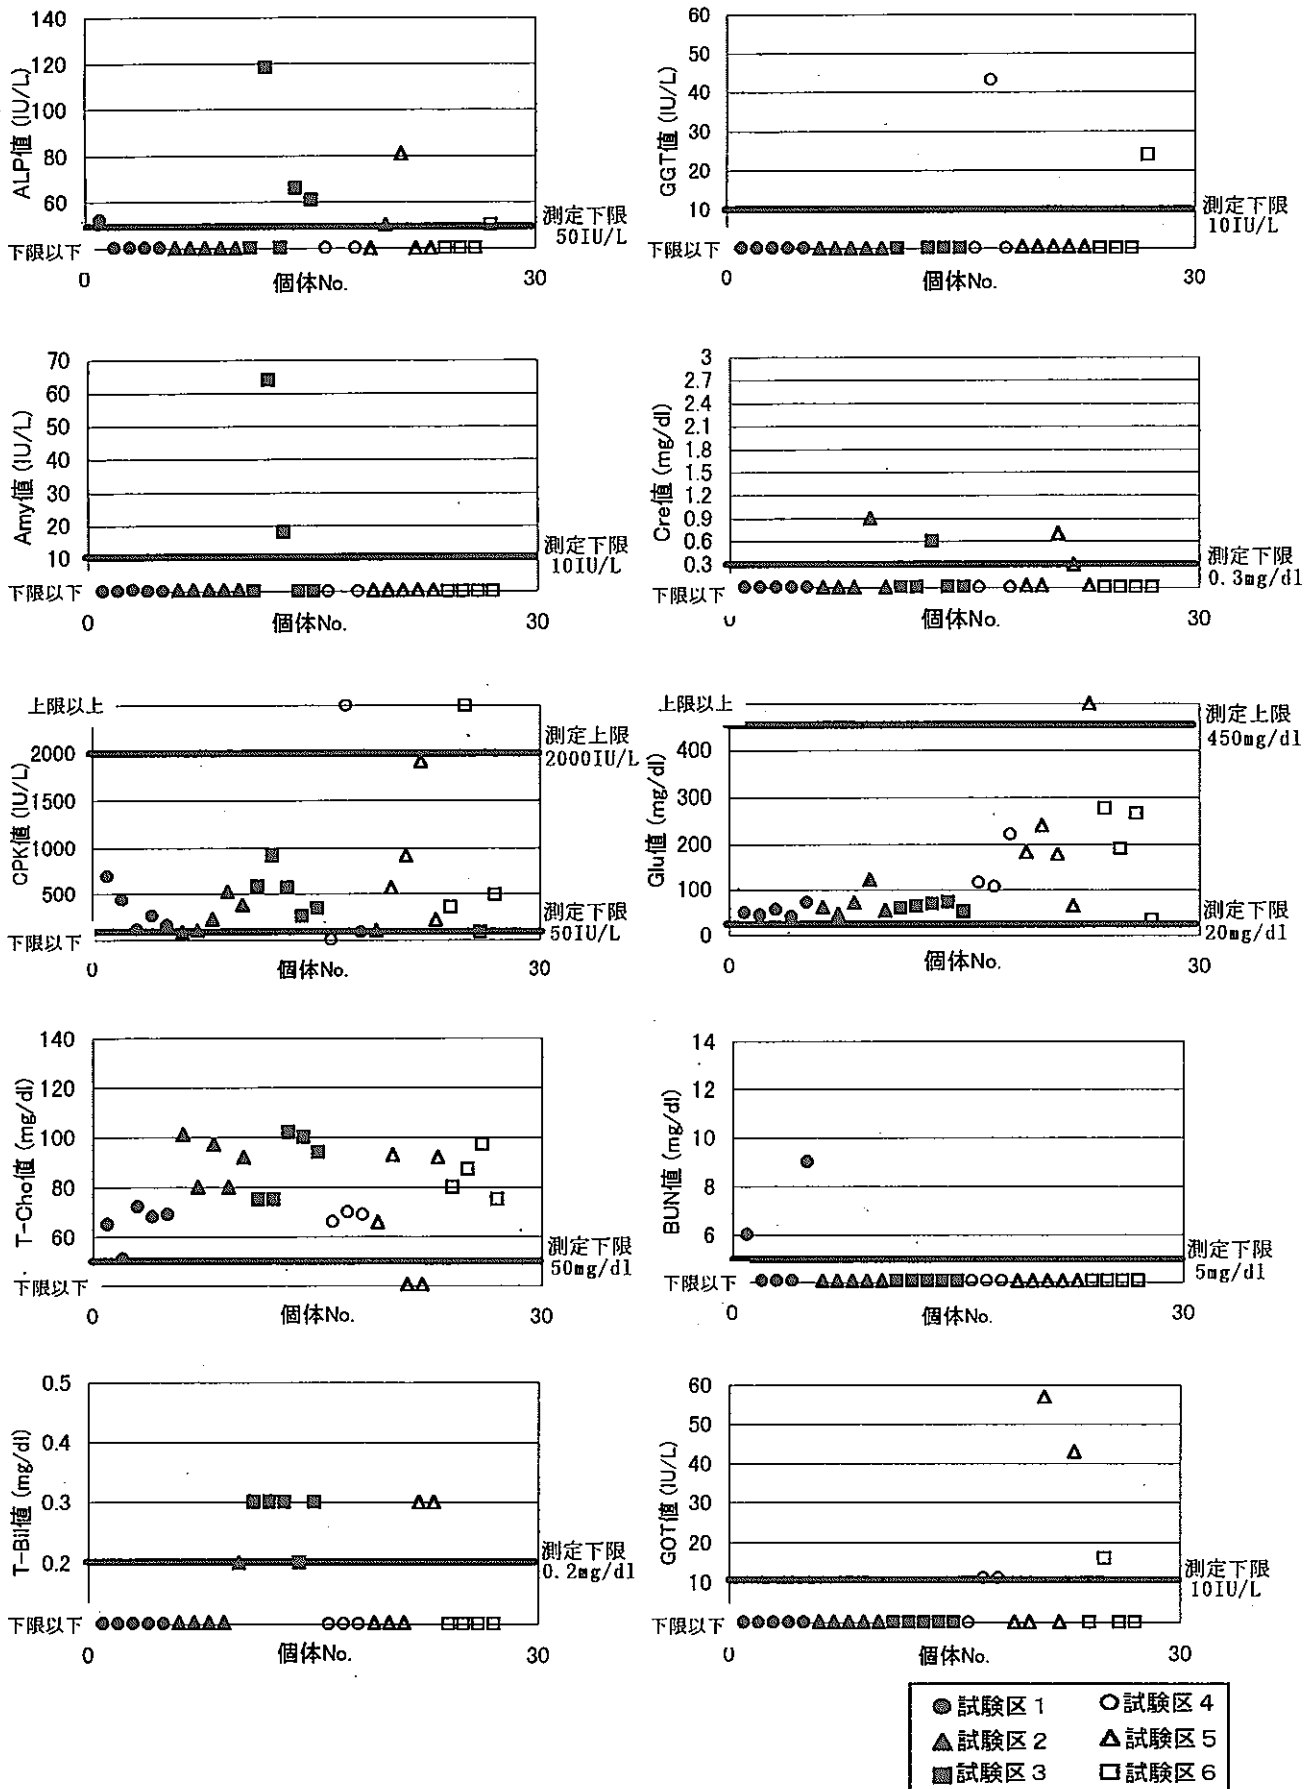 140
120
100
80
60
ALP値 (IU/L)
測定下限
50IU/L
下限以下
0
個体No.
30
60
50
40
30
20
10
GGT値 (IU/L)
測定下限
10IU/L
下限以下
0
個体No.
30
70
60
50
40
30
20
10
Amy値 (IU/L)
測定下限
10IU/L
下限以下
0
個体No.
30
3
2.7
2.4
2.1
1.8
1.5
1.2
0.9
0.6
0.3
Cre値 (mg/dl)
測定下限
0.3mg/dl
下限以下
0
個体No.
30
上限以上
測定上限
2000IU/L
2000
1500
1000
500
CPK値 (IU/L)
測定下限
50IU/L
下限以下
0
個体No.
30
上限以上
測定上限
450mg/dl
400
300
200
100
0
Glu値 (mg/dl)
測定下限
20mg/dl
0
個体No.
30
140
120
100
80
60
T-Cho値 (mg/dl)
測定下限
50mg/dl
下限以下
0
個体No.
30
14
12
10
8
6
BUN値 (mg/dl)
測定下限
5mg/dl
下限以下
0
個体No.
30
0.5
0.4
0.3
0.2
T-Bil値 (mg/dl)
測定下限
0.2mg/dl
下限以下
0
個体No.
30
60
50
40
30
20
10
GOT値 (IU/L)
測定下限
10IU/L
下限以下
0
個体No.
30
試験区1
試験区4
試験区2
試験区5
試験区3
試験区6